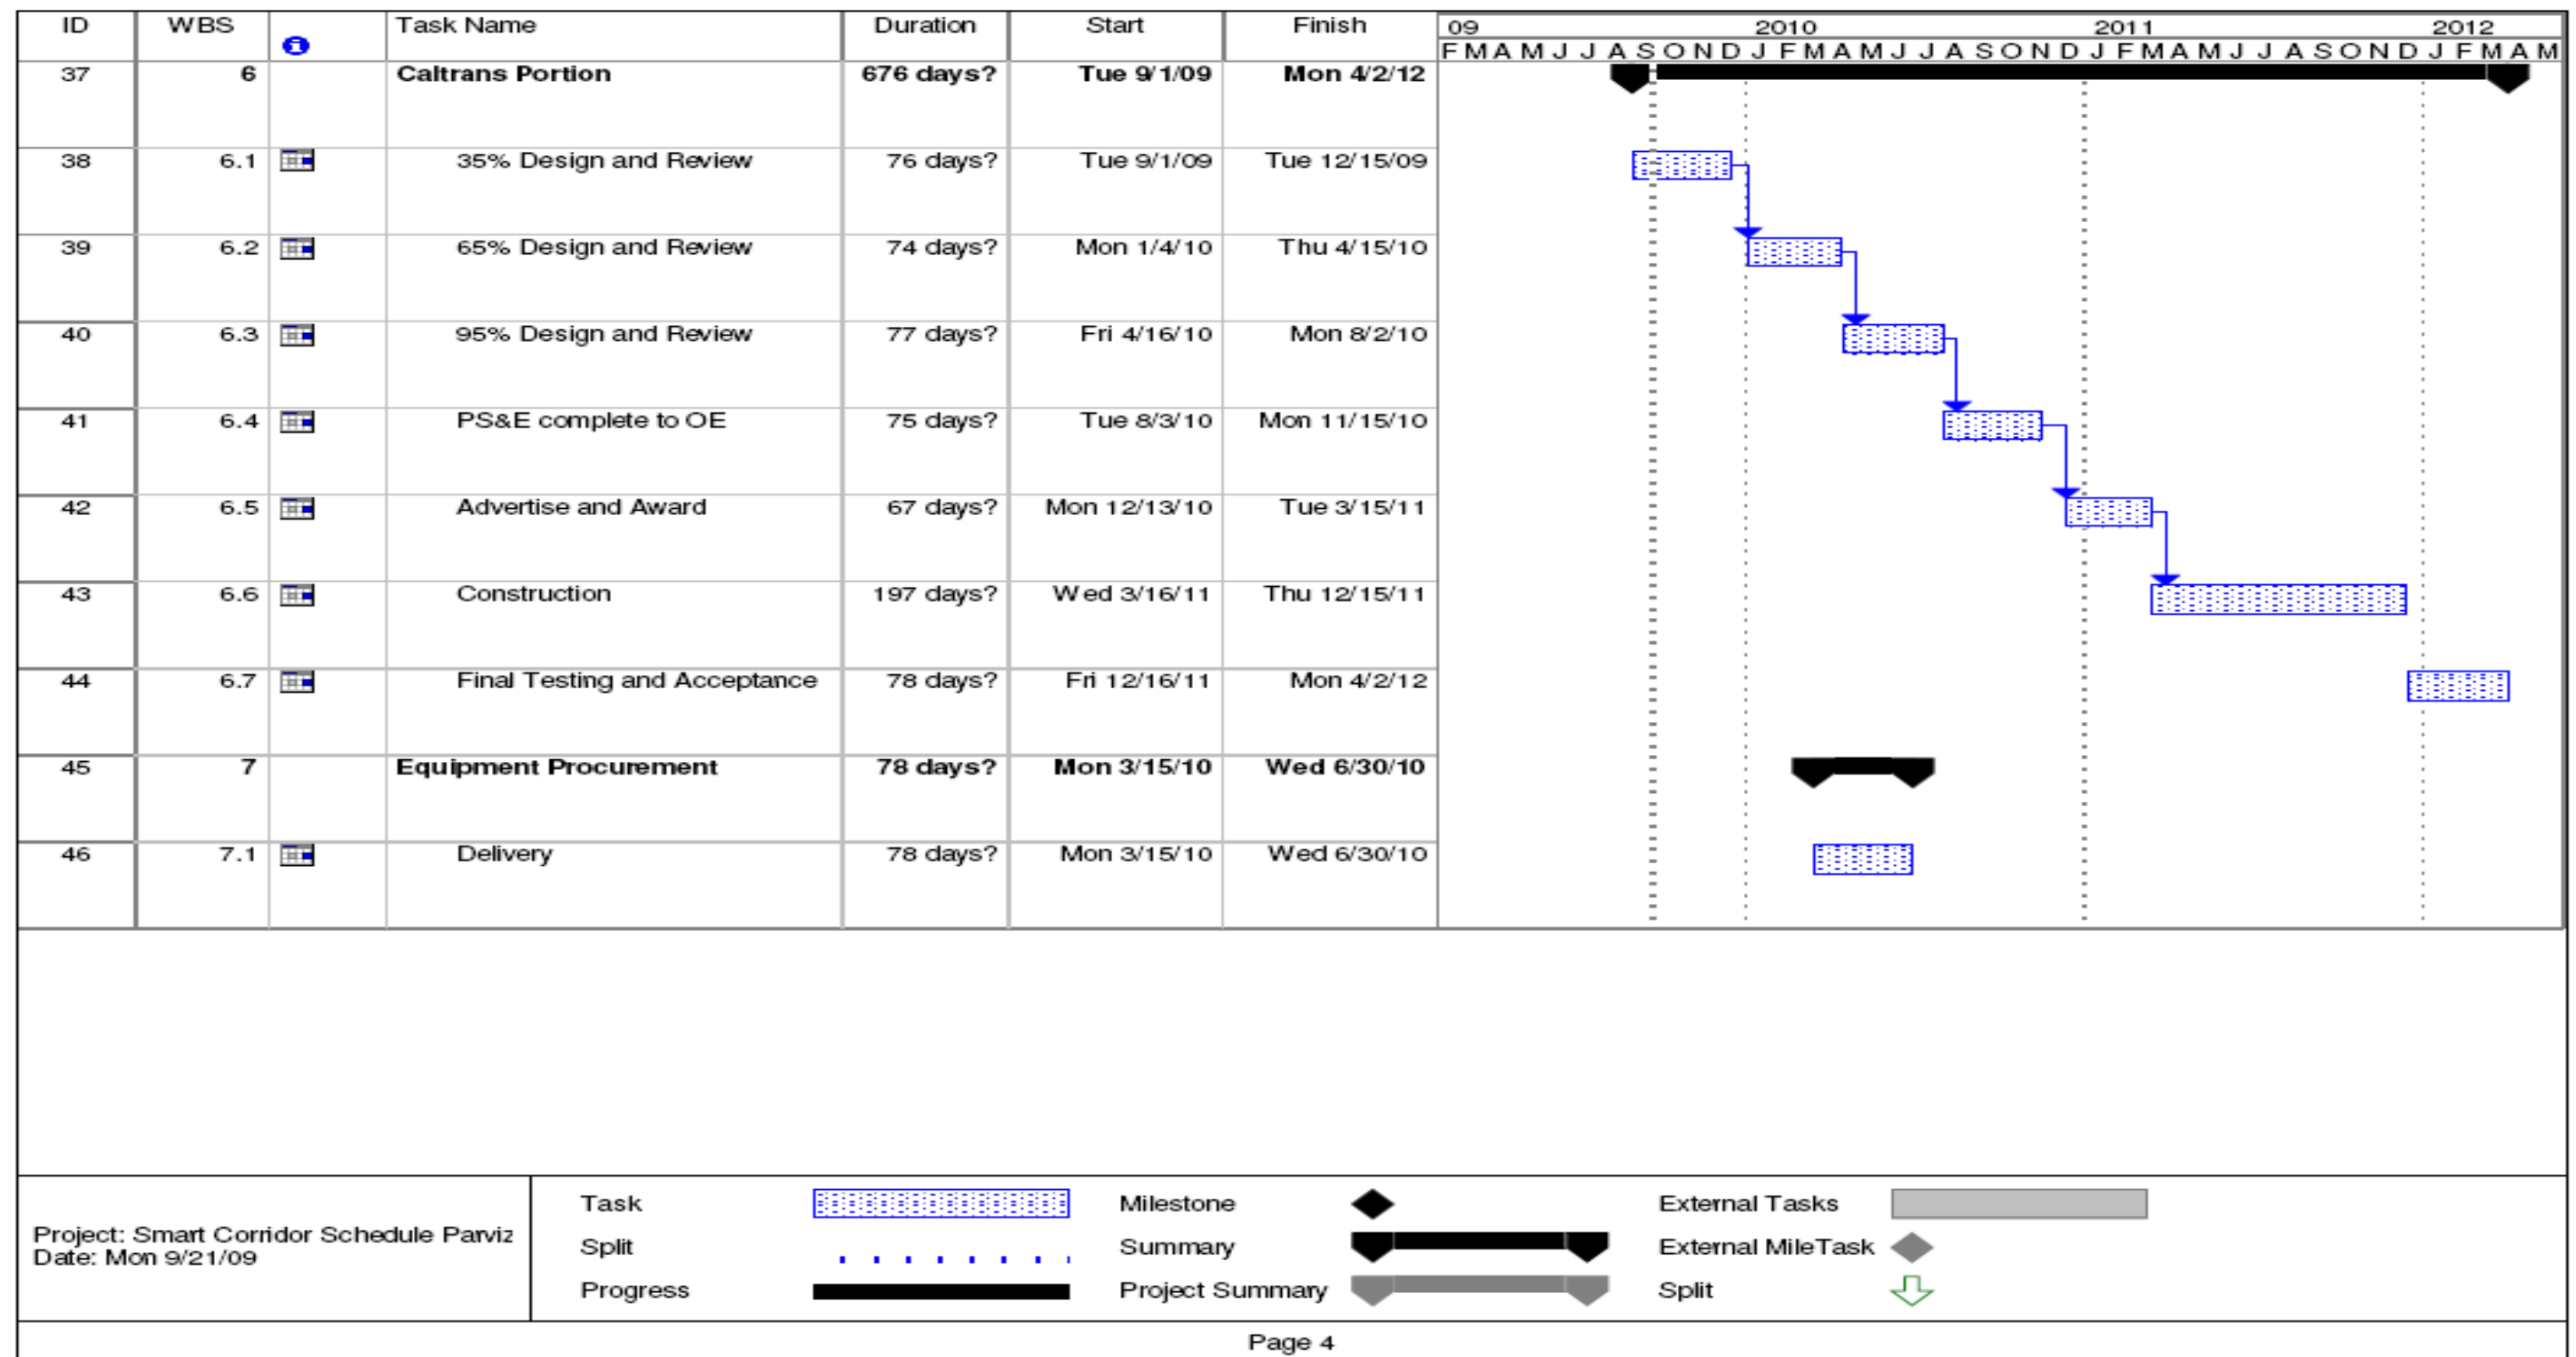 ID WBS Task Name Duration Start Finish 09 2010 2011 2012
F M A M J J A S O N D J F M A M J J A S O N D J F M A M J J A S O N D J F M A M
37 6 Caltrans Portion 676 days? Tue 9/1/09 Mon 4/2/12
38 6.1 35% Design and Review 76 days? Tue 9/1/09 Tue 12/15/09
39 6.2 65% Design and Review 74 days? Mon 1/4/10 Thu 4/15/10
40 6.3 95% Design and Review 77 days? Fri 4/16/10 Mon 8/2/10
41 6.4 PS&E complete to OE 75 days? Tue 8/3/10 Mon 11/15/10
42 6.5 Advertise and Award 67 days? Mon 12/13/10 Tue 3/15/11
43 6.6 Construction 197 days? Wed 3/16/11 Thu 12/15/11
44 6.7 Final Testing and Acceptance 78 days? Fri 12/16/11 Mon 4/2/12
45 7 Equipment Procurement 78 days? Mon 3/15/10 Wed 6/30/10
46 7.1 Delivery 78 days? Mon 3/15/10 Wed 6/30/10
Project: Smart Corridor Schedule Parviz
Date: Mon 9/21/09
Task Milestone External Tasks
Split Summary External MileTask
Progress Project Summary Split
Page 4